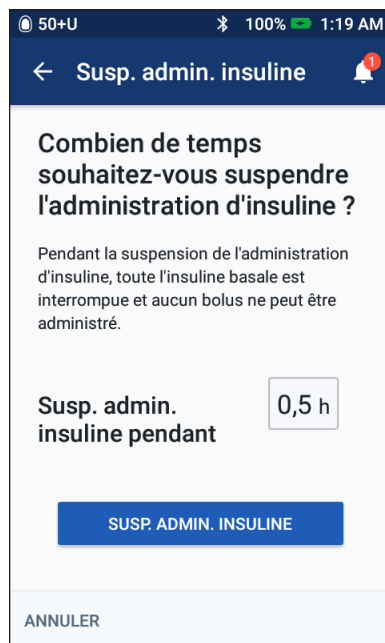 50+U 100% 1:19 AM
Susp. admin. insuline 1
Combien de temps
souhaitez-vous suspendre
l'administration d'insuline ?
Pendant la suspension de l'administration
d'insuline, toute l'insuline basale est
interrompue et aucun bolus ne peut être
administré.
Susp. admin.
insuline pendant
0,5 h
SUSP. ADMIN. INSULINE
ANNULER